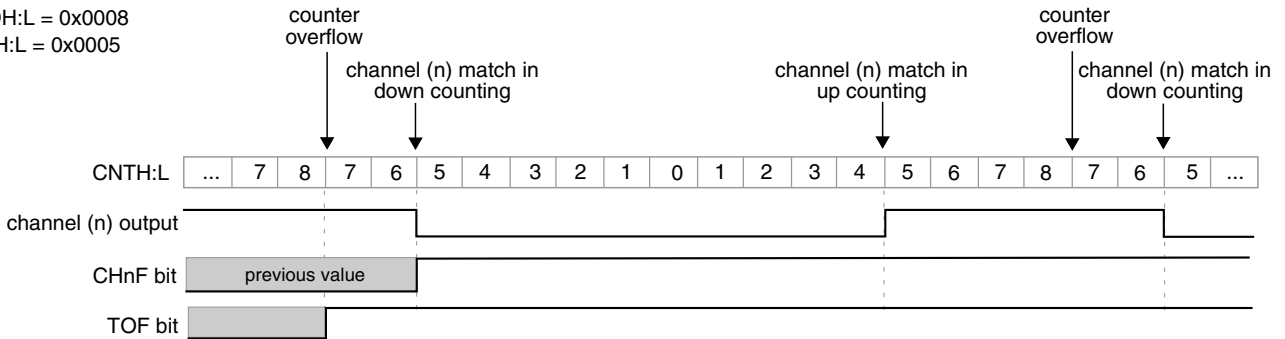 H:L = 0x0008
H:L = 0x0005
counter
overflow
channel (n) match in
down counting
channel (n) match in
up counting
counter
overflow
channel (n) match in
down counting
CNTH:L ... 7 8 7 6 5 4 3 2 1 0 1 2 3 4 5 6 7 8 7 6 5 ...
channel (n) output
CHnF bit previous value
TOF bit